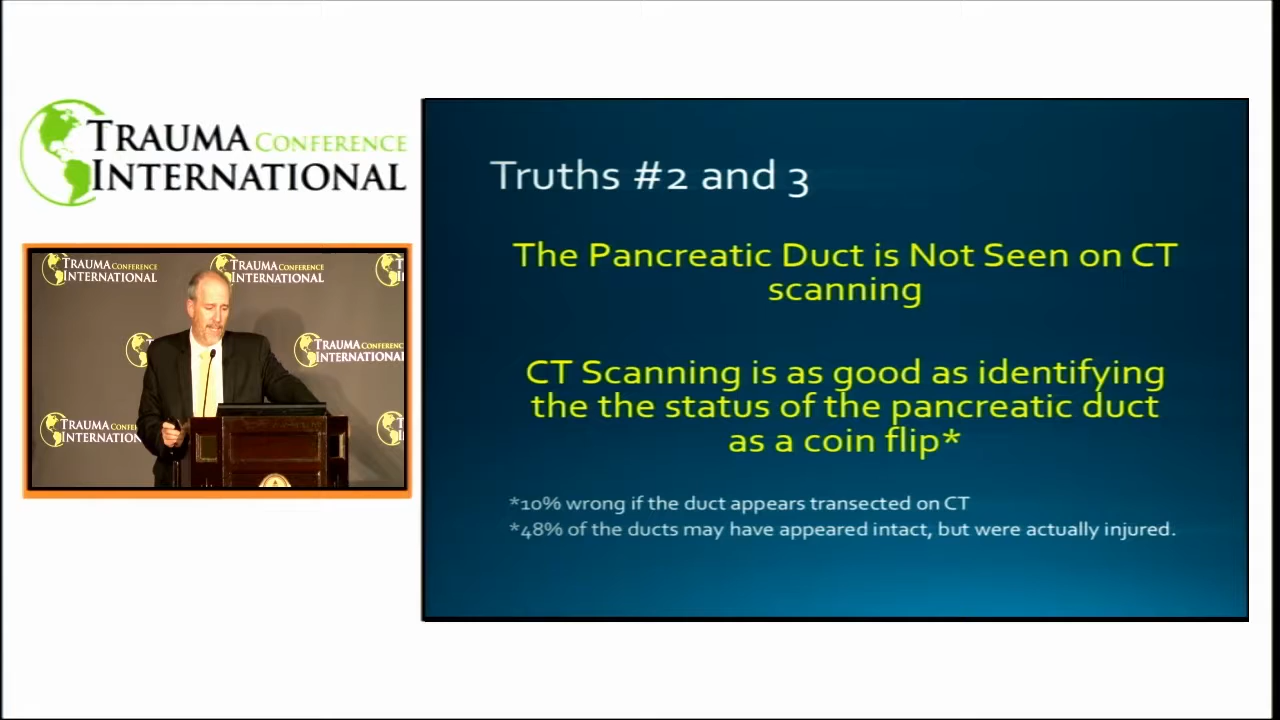 TRAUMA CONFERENCE
INTERNATIONAL
Truths #2 and 3
The Pancreatic Duct is Not Seen on CT
scanning
CT Scanning is as good as identifying
the the status of the pancreatic duct
as a coin flip*
*10% wrong if the duct appears transected on CT
*48% of the ducts may have appeared intact, but were actually injured.
TRAUMA CONFERENCE
INTERNATIONAL
TRAUMA CONFERENCE
INTERNATIONAL
TRAUMA CONFERENCE
INTERNATIONAL
TRAUMA
INTERNATION